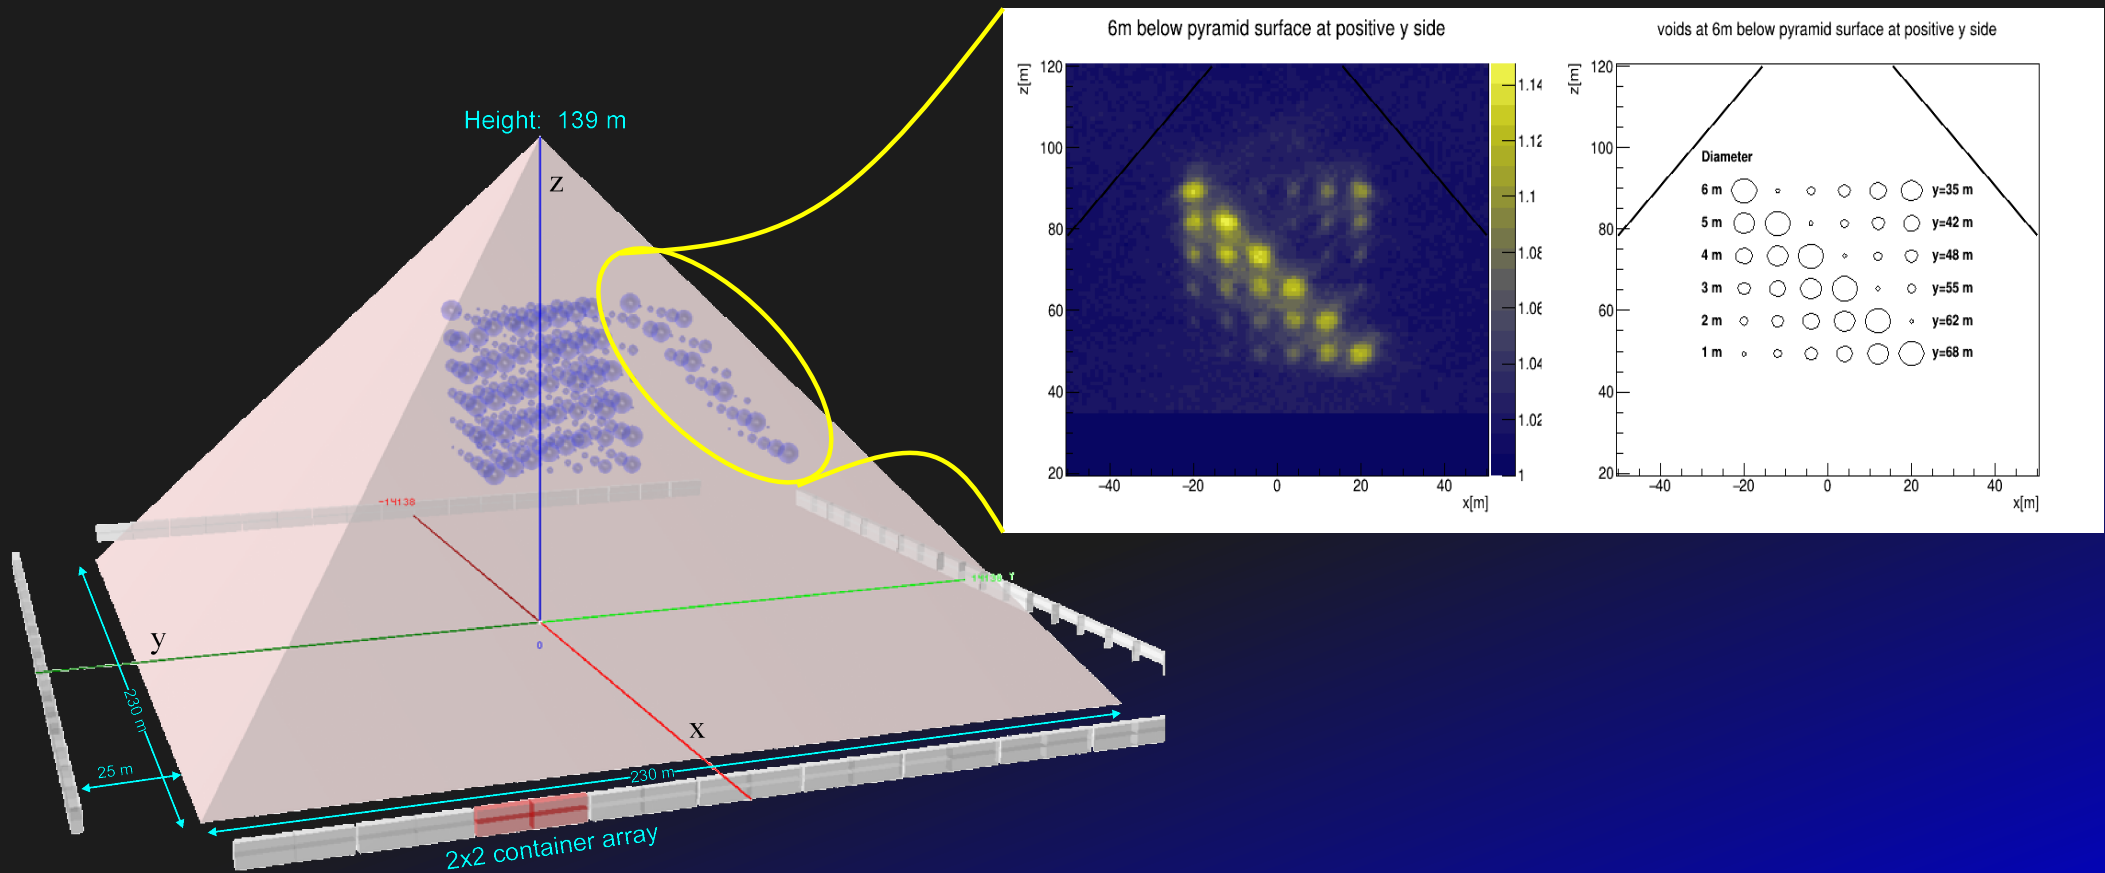 Height: 139 m
z
-14138
0
y
x
230 m
25 m
230 m
2x2 container array
6m below pyramid surface at positive y side
z[m]
120
100
80
60
40
20
−40
−20
0
20
40
x[m]
1.14
1.12
1.1
1.08
1.06
1.04
1.02
1
voids at 6m below pyramid surface at positive y side
z[m]
120
100
80
60
40
20
Diameter
6 m y=35 m
5 m y=42 m
4 m y=48 m
3 m y=55 m
2 m y=62 m
1 m y=68 m
−40
−20
0
20
40
x[m]